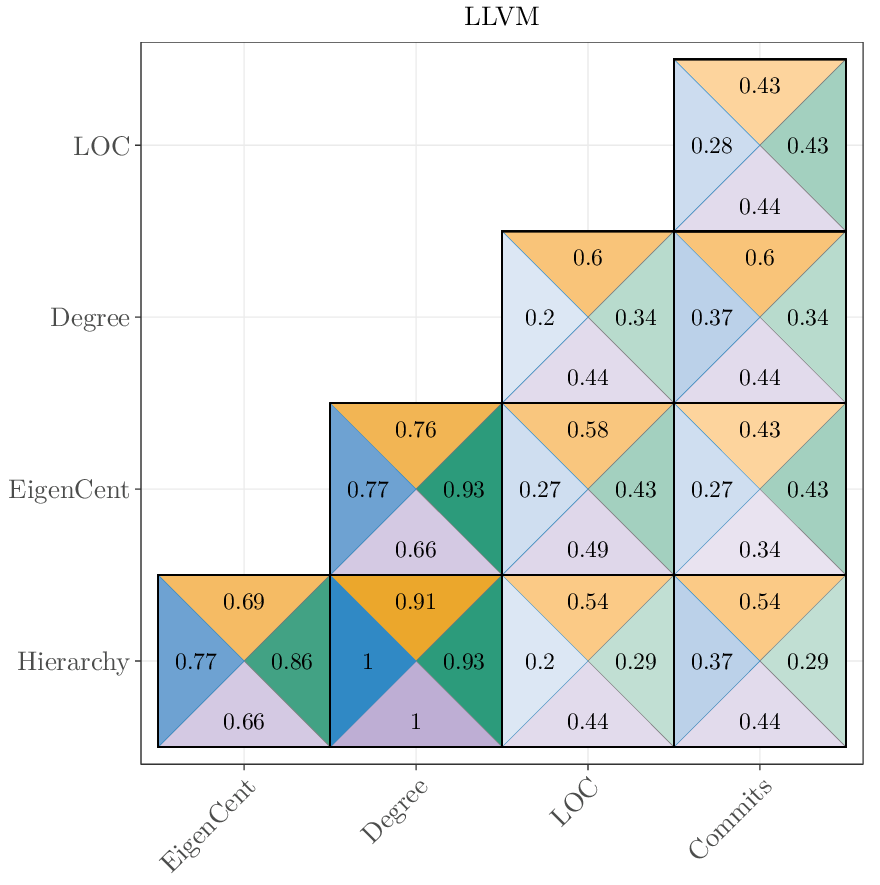 LLVM
LOC
0.43
0.28 0.43
0.44
Degree
0.6 0.6
0.2 0.34 0.37 0.34
0.44 0.44
EigenCent
0.76 0.58 0.43
0.77 0.93 0.27 0.43 0.27 0.43
0.66 0.49 0.34
Hierarchy
0.69 0.91 0.54 0.54
0.77 0.86 1 0.93 0.2 0.29 0.37 0.29
0.66 1 0.44 0.44
EigenCent Degree LOC Commits